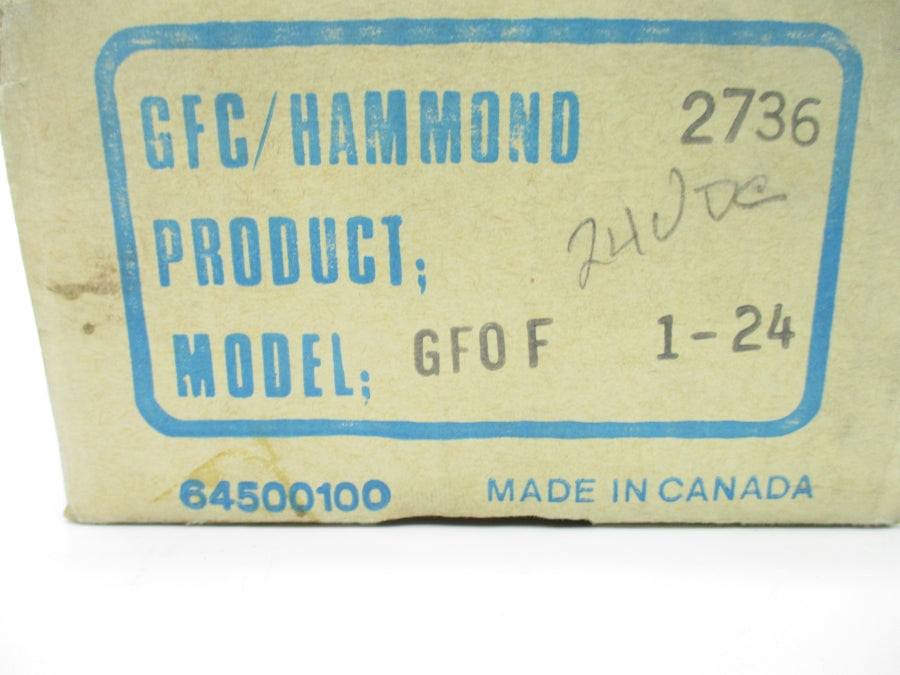 GFC/HAMMOND 2736
24VDC
PRODUCT;
MODEL; GFOF 1-24
64500100 MADE IN CANADA